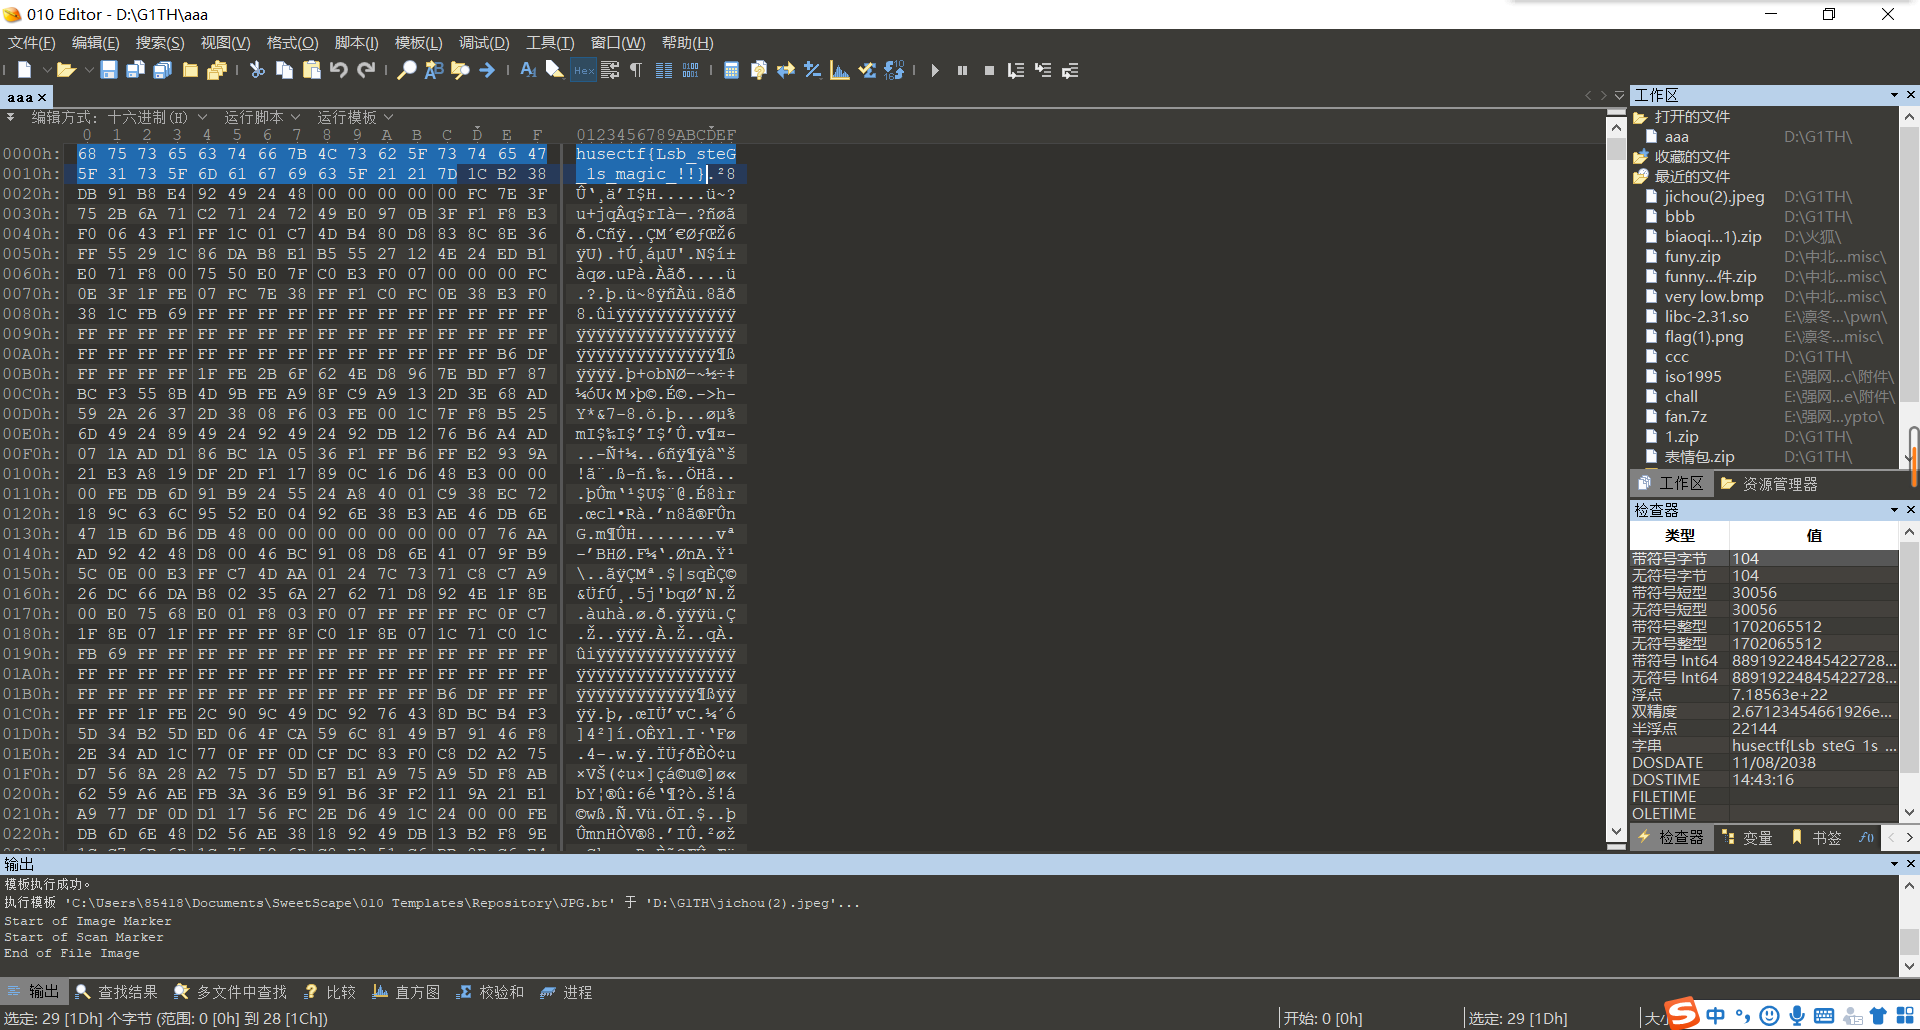 010 Editor - D:\G1TH\aaa
文件(F) 编辑(E) 搜索(S) 视图(V) 格式(O) 脚本(I) 模板(L) 调试(D) 工具(T) 窗口(W) 帮助(H)
aaa
编辑方式: 十六进制(H) 运行脚本 运行模板
0 1 2 3 4 5 6 7 8 9 A B C D E F 0123456789ABCDEF
0000h: 68 75 73 65 63 74 66 7B 4C 73 62 5F 73 74 65 47 husectf{Lsb_steG
0010h: 5F 31 73 5F 6D 61 67 69 63 5F 21 21 7D 1C B2 38 _1s_magic_!!}.²8
0020h: DB 91 B8 E4 92 49 24 48 00 00 00 00 00 FC 7E 3F Û‘¸ä’I$H.....ü~?
0030h: 75 2B 6A 71 C2 71 24 72 49 E0 97 0B 3F F1 F8 E3 u+jqÂq$rIà—.?ñøã
0040h: F0 06 43 F1 FF 1C 01 C7 4D B4 80 D8 83 8C 8E 36 ð.Cñÿ..ÇM´€ØƒŒŽ6
0050h: FF 55 29 1C 86 DA B8 E1 B5 55 27 12 4E 24 ED B1 ÿU).†Ú¸áµU'.N$í±
0060h: E0 71 F8 00 75 50 E0 7F C0 E3 F0 07 00 00 00 FC àqø.uPà.Àãð....ü
0070h: 0E 3F 1F FE 07 FC 7E 38 FF F1 C0 FC 0E 38 E3 F0 .?.þ.ü~8ÿñÀü.8ãð
0080h: 38 1C FB 69 FF FF FF FF FF FF FF FF FF FF FF FF 8.ûiÿÿÿÿÿÿÿÿÿÿÿÿ
0090h: FF FF FF FF FF FF FF FF FF FF FF FF FF FF FF FF ÿÿÿÿÿÿÿÿÿÿÿÿÿÿÿÿ
00A0h: FF FF FF FF FF FF FF FF FF FF FF FF FF FF B6 DF ÿÿÿÿÿÿÿÿÿÿÿÿÿÿ¶ß
00B0h: FF FF FF FF 1F FE 2B 6F 62 4E D8 96 7E BD F7 87 ÿÿÿÿ.þ+obNØ–~½÷‡
00C0h: BC F3 55 8B 4D 9B FE A9 8F C9 A9 13 2D 3E 68 AD ¼óU‹M›þ©.É©.->h­
00D0h: 59 2A 26 37 2D 38 08 F6 03 FE 00 1C 7F F8 B5 25 Y*&7-8.ö.þ...øµ%
00E0h: 6D 49 24 89 49 24 92 49 24 92 DB 12 76 B6 A4 AD mI$‰I$’I$’Û.v¶¤­
00F0h: 07 1A AD D1 86 BC 1A 05 36 F1 FF B6 FF E2 93 9A ..­Ñ†¼..6ñÿ¶ÿâ“š
0100h: 21 E3 A8 19 DF 2D F1 17 89 0C 16 D6 48 E3 00 00 !ã¨.ß-ñ.‰..ÖHã..
0110h: 00 FE DB 6D 91 B9 24 55 24 A8 40 01 C9 38 EC 72 .þÛm‘¹$U$¨@.É8ìr
0120h: 18 9C 63 6C 95 52 E0 04 92 6E 38 E3 AE 46 DB 6E .œcl•Rà.’n8ã®FÛn
0130h: 47 1B 6D B6 DB 48 00 00 00 00 00 00 00 07 76 AA G.m¶ÛH........vª
0140h: AD 92 42 48 D8 00 46 BC 91 08 D8 6E 41 07 9F B9 ­’BHØ.F¼‘.ØnA.Ÿ¹
0150h: 5C 0E 00 E3 FF C7 4D AA 01 24 7C 73 71 C8 C7 A9 \..ãÿÇMª.$|sqÈÇ©
0160h: 26 DC 66 DA B8 02 35 6A 27 62 71 D8 92 4E 1F 8E &ÜfÚ¸.5j'bqØ’N.Ž
0170h: 00 E0 75 68 E0 01 F8 03 F0 07 FF FF FF FC 0F C7 .àuhà.ø.ð.ÿÿÿü.Ç
0180h: 1F 8E 07 1F FF FF FF 8F C0 1F 8E 07 1C 71 C0 1C .Ž..ÿÿÿ.À.Ž..qÀ.
0190h: FB 69 FF FF FF FF FF FF FF FF FF FF FF FF FF FF ûiÿÿÿÿÿÿÿÿÿÿÿÿÿÿ
01A0h: FF FF FF FF FF FF FF FF FF FF FF FF FF FF FF FF ÿÿÿÿÿÿÿÿÿÿÿÿÿÿÿÿ
01B0h: FF FF FF FF FF FF FF FF FF FF FF FF B6 DF FF FF ÿÿÿÿÿÿÿÿÿÿÿÿ¶ßÿÿ
01C0h: FF FF 1F FE 2C 90 9C 49 DC 92 76 43 8D BC B4 F3 ÿÿ.þ,.œIÜ’vC.¼´ó
01D0h: 5D 34 B2 5D ED 06 4F CA 59 6C 81 49 B7 91 46 F8 ]4²]í.OÊYl.I·‘Fø
01E0h: 2E 34 AD 1C 77 0F FF 0D CF DC 83 F0 C8 D2 A2 75 .4­.w.ÿ.ÏÜƒðÈÒ¢u
01F0h: D7 56 8A 28 A2 75 D7 5D E7 E1 A9 75 A9 5D F8 AB ×VŠ(¢u×]çá©u©]ø«
0200h: 62 59 A6 AE FB 3A 36 E9 91 B6 3F F2 11 9A 21 E1 bY¦®û:6é‘¶?ò.š!á
0210h: A9 77 DF 0D D1 17 56 FC 2E D6 49 1C 24 00 00 FE ©wß.Ñ.Vü.ÖI.$..þ
0220h: DB 6D 6E 48 D2 56 AE 38 18 92 49 DB 13 B2 F8 9E ÛmnHÒV®8.’IÛ.²øž
工作区
打开的文件
aaa D:\G1TH\
收藏的文件
最近的文件
jichou(2).jpeg D:\G1TH\
bbb D:\G1TH\
biaoqi...1).zip D:\火狐\
funy.zip D:\中北...misc\
funny...件.zip D:\中北...misc\
very low.bmp D:\中北...misc\
libc-2.31.so E:\凛冬...\pwn\
flag(1).png E:\凛冬...misc\
ccc D:\G1TH\
iso1995 E:\强网...c\附件\
chall E:\强网...e\附件\
fan.7z E:\强网...ypto\
1.zip D:\G1TH\
表情包.zip D:\G1TH\
工作区 资源管理器
检查器
类型 值
带符号字节 104
无符号字节 104
带符号短型 30056
无符号短型 30056
带符号整型 1702065512
无符号整型 1702065512
带符号 Int64 88919224845422728...
无符号 Int64 88919224845422728...
浮点 7.18563e+22
双精度 2.67123454661926e...
半浮点 22144
字串 husectf{Lsb_steG_1s_...
DOSDATE 11/08/2038
DOSTIME 14:43:16
FILETIME
OLETIME
检查器 变量 书签 f()
输出
模板执行成功。
执行模板 'C:\Users\85418\Documents\SweetScape\010 Templates\Repository\JPG.bt' 于 'D:\G1TH\jichou(2).jpeg'...
Start of Image Marker
Start of Scan Marker
End of File Image
输出 查找结果 多文件中查找 比较 直方图 校验和 进程
选定: 29 [1Dh] 个字节 (范围: 0 [0h] 到 28 [1Ch]) 开始: 0 [0h] 选定: 29 [1Dh] 大小
中